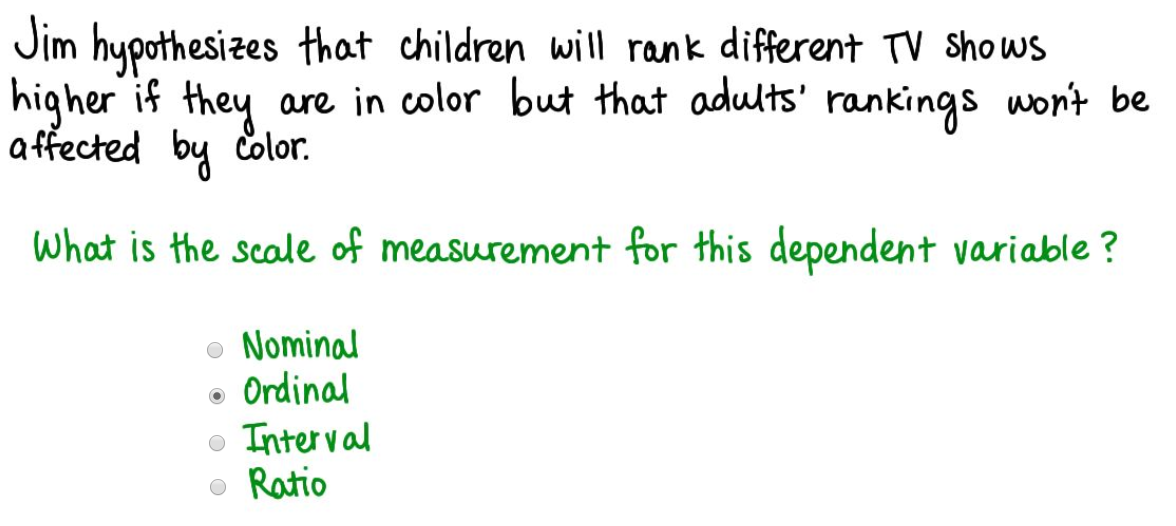 Jim hypothesizes that children will rank different TV shows
higher if they are in color but that adults' rankings won't be
affected by color.
What is the scale of measurement for this dependent variable?
Nominal
Ordinal
Interval
Ratio